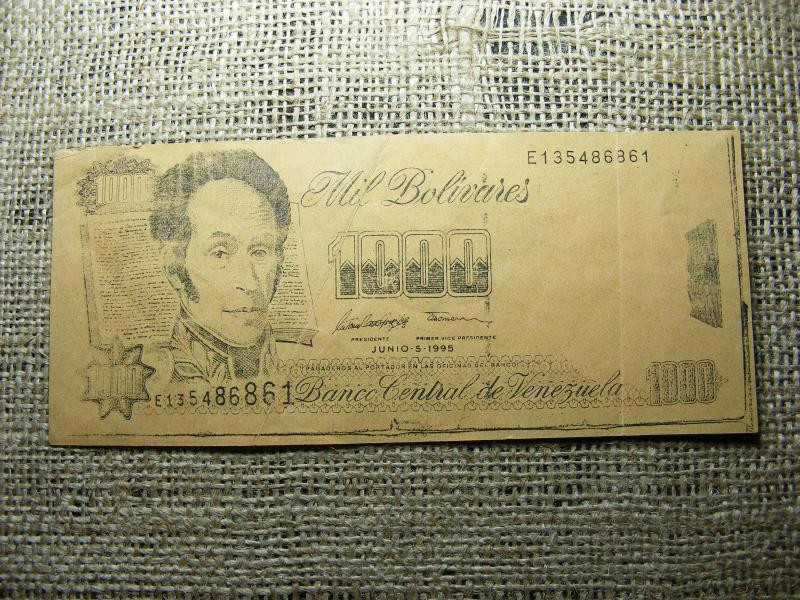 E135486861
1000
Mil Bolívares
1000
PRESIDENTE PRIMER VICE PRESIDENTE
JUNIO-5-1995
PAGADEROS AL PORTADOR EN LAS OFICINAS DEL BANCO
E135486861 Banco Central de Venezuela 1000